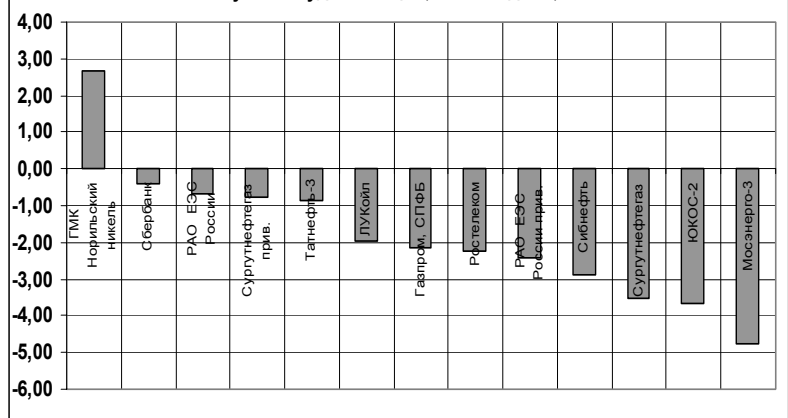 4,00
3,00
2,00
1,00
0,00
-1,00
-2,00
-3,00
-4,00
-5,00
-6,00
ГМК
Норильский
никель
Сбербанк
РАО ЕЭС
России
Сургутнефтегаз
прив.
Татнефть-3
ЛУКойл
Газпром, СПФБ
Ростелеком
РАО ЕЭС
России прив.
Сибнефть
Сургутнефтегаз
ЮКОС-2
Мосэнерго-3